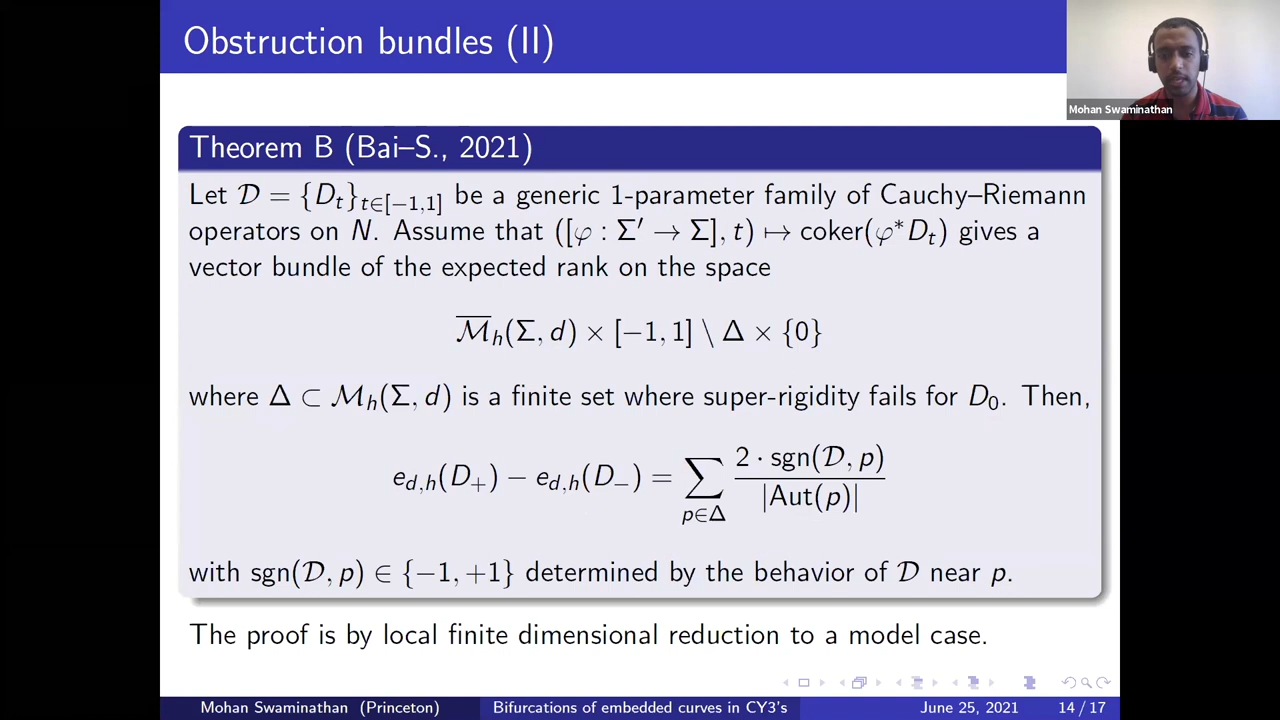 Obstruction bundles (II)
Mohan Swaminathan
Theorem B (Bai–S., 2021)
Let 𝒟 = {D_t}_{t∈[−1,1]} be a generic 1-parameter family of Cauchy–Riemann
operators on N. Assume that ([φ : Σ′ → Σ], t) ↦ coker(φ*D_t) gives a
vector bundle of the expected rank on the space
\overline{ℳ}_h(Σ, d) × [−1, 1] \ Δ × {0}
where Δ ⊂ ℳ_h(Σ, d) is a finite set where super-rigidity fails for D_0. Then,
e_{d,h}(D_+) − e_{d,h}(D_−) = ∑_{p∈Δ} \frac{2 · sgn(𝒟, p)}{|Aut(p)|}
with sgn(𝒟, p) ∈ {−1, +1} determined by the behavior of 𝒟 near p.
The proof is by local finite dimensional reduction to a model case.
Mohan Swaminathan (Princeton) Bifurcations of embedded curves in CY3's June 25, 2021 14 / 17